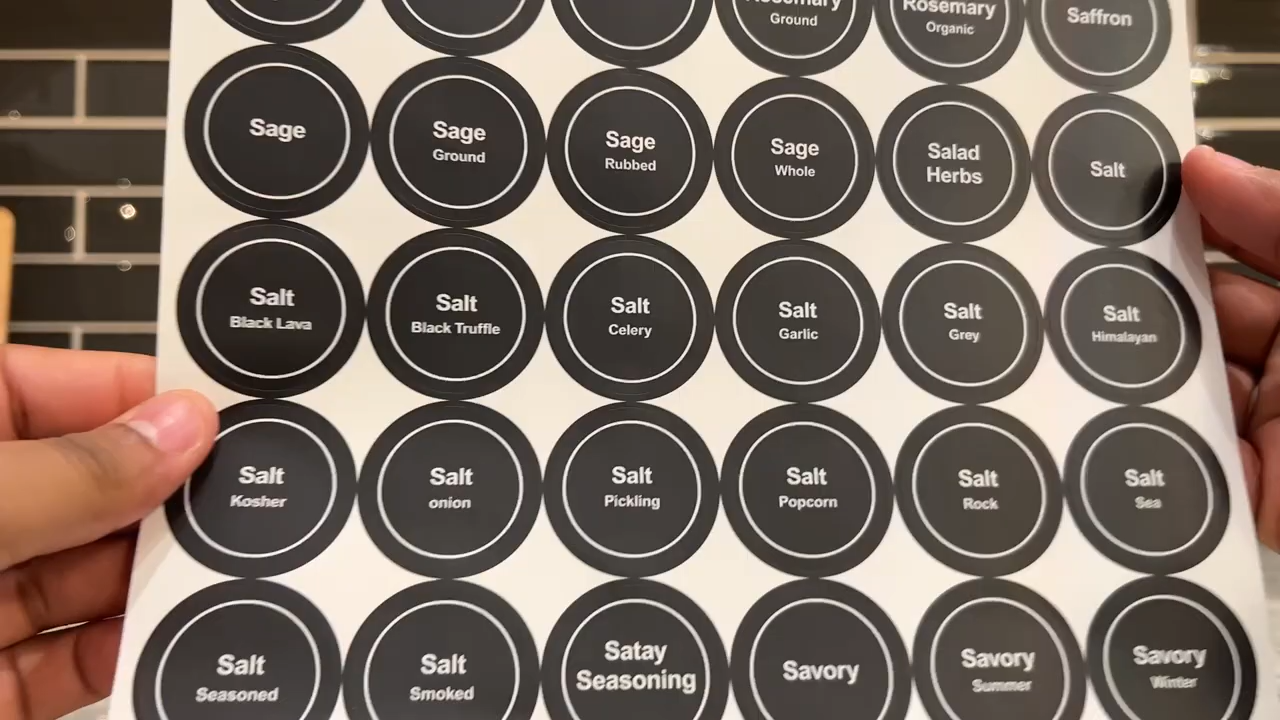 Rosemary
Ground
Rosemary
Organic
Saffron
Sage
Sage
Ground
Sage
Rubbed
Sage
Whole
Salad
Herbs
Salt
Salt
Black Lava
Salt
Black Truffle
Salt
Celery
Salt
Garlic
Salt
Grey
Salt
Himalayan
Salt
Kosher
Salt
onion
Salt
Pickling
Salt
Popcorn
Salt
Rock
Salt
Sea
Salt
Seasoned
Salt
Smoked
Satay
Seasoning
Savory
Savory
Summer
Savory
Winter